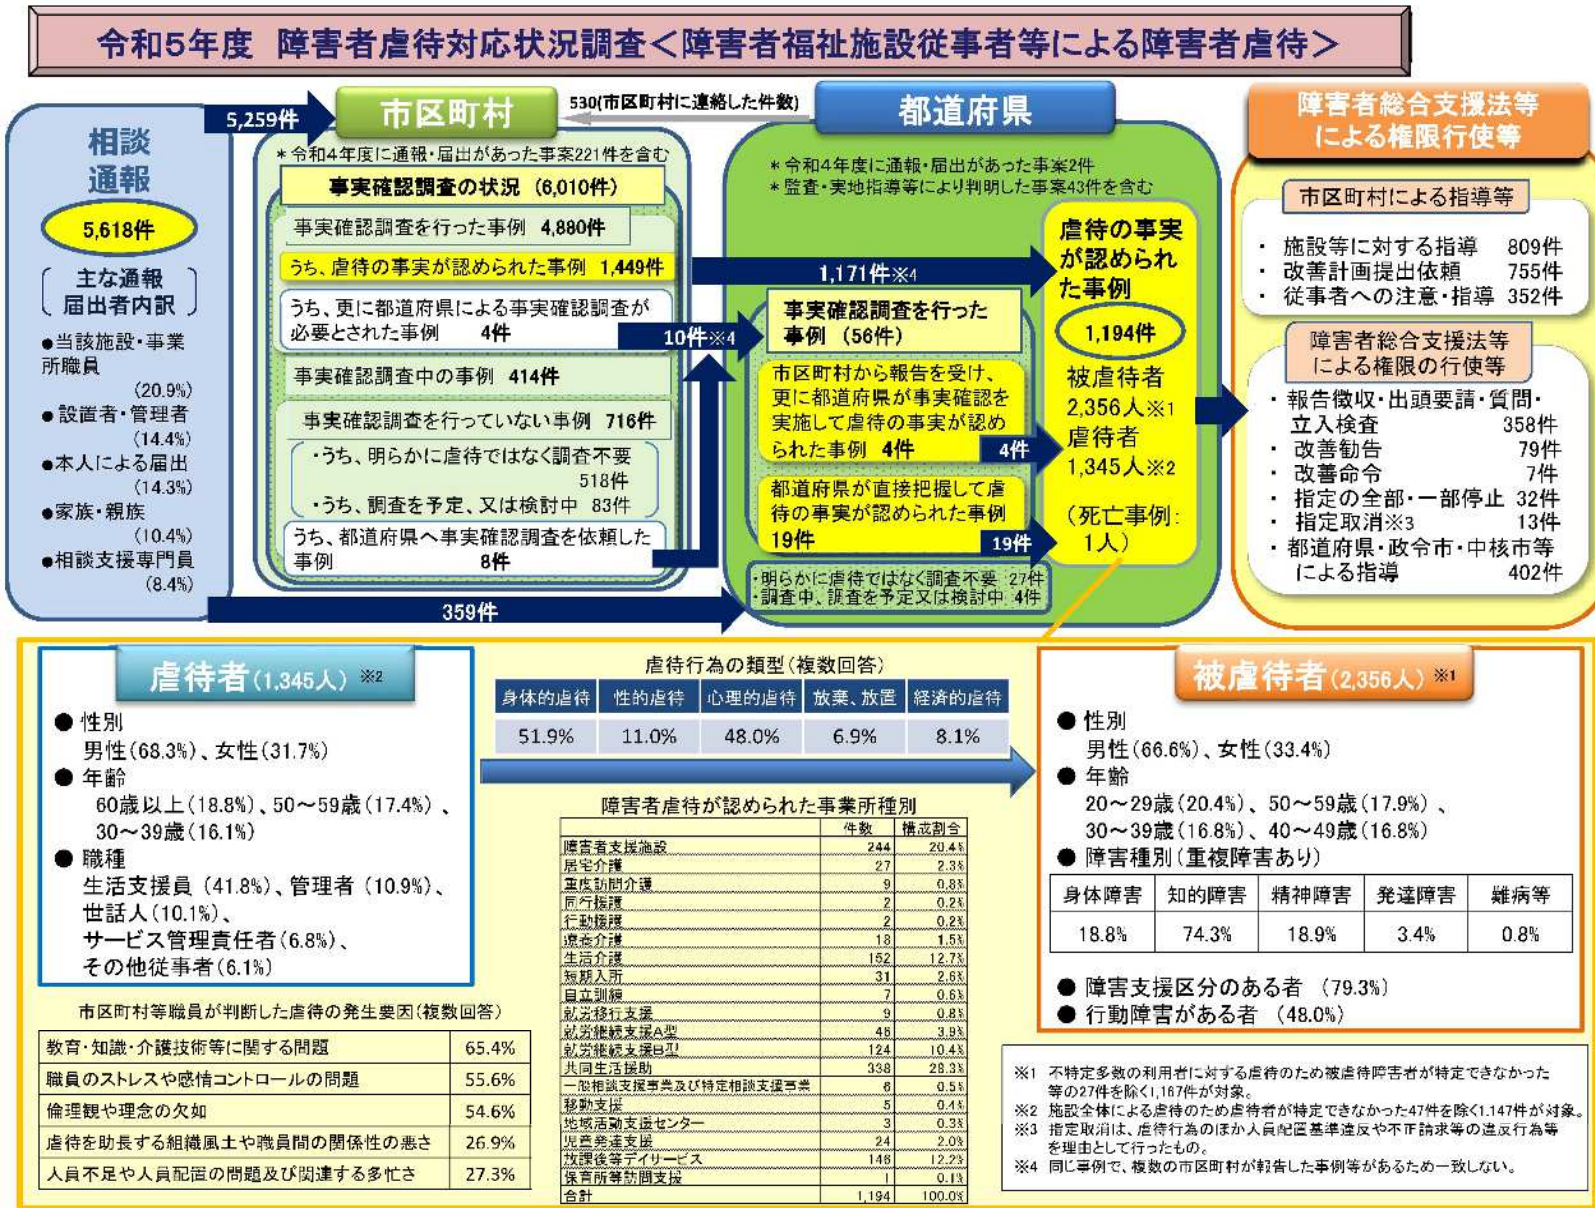 令和5年度 障害者虐待対応状況調査＜障害者福祉施設従事者等による障害者虐待＞
相談
通報
5,618件
主な通報
届出者内訳
●当該施設・事業
所職員
(20.9%)
●設置者・管理者
(14.4%)
●本人による届出
(14.3%)
●家族・親族
(10.4%)
●相談支援専門員
(8.4%)
5,259件
359件
市区町村
530(市区町村に連絡した件数)
＊令和4年度に通報・届出があった事案221件を含む
事実確認調査の状況 (6,010件)
事実確認調査を行った事例 4,880件
うち、虐待の事実が認められた事例 1,449件
うち、更に都道府県による事実確認調査が
必要とされた事例 4件
事実確認調査中の事例 414件
事実確認調査を行っていない事例 716件
・うち、明らかに虐待ではなく調査不要
518件
・うち、調査を予定、又は検討中 83件
うち、都道府県へ事実確認調査を依頼した
事例 8件
1,171件※4
10件※4
都道府県
＊令和4年度に通報・届出があった事案2件
＊監査・実地指導等により判明した事案43件を含む
事実確認調査を行った
事例 (56件)
市区町村から報告を受け、
更に都道府県が事実確認を
実施して虐待の事実が認め
られた事例 4件
4件
都道府県が直接把握して虐
待の事実が認められた事例
19件
19件
・明らかに虐待ではなく調査不要 27件
・調査中、調査を予定又は検討中 4件
虐待の事実
が認められ
た事例
1,194件
被虐待者
2,356人※1
虐待者
1,345人※2
(死亡事例:
1人)
障害者総合支援法等
による権限行使等
市区町村による指導等
・ 施設等に対する指導 809件
・ 改善計画提出依頼 755件
・ 従事者への注意・指導 352件
障害者総合支援法等
による権限の行使等
・ 報告徴収・出頭要請・質問・
立入検査 358件
・ 改善勧告 79件
・ 改善命令 7件
・ 指定の全部・一部停止 32件
・ 指定取消※3 13件
・ 都道府県・政令市・中核市等
による指導 402件
虐待者(1,345人) ※2
● 性別
男性(68.3%)、女性(31.7%)
● 年齢
60歳以上(18.8%)、50～59歳(17.4%)、
30～39歳(16.1%)
● 職種
生活支援員 (41.8%)、管理者 (10.9%)、
世話人(10.1%)、
サービス管理責任者(6.8%)、
その他従事者(6.1%)
市区町村等職員が判断した虐待の発生要因(複数回答)
教育・知識・介護技術等に関する問題 65.4%
職員のストレスや感情コントロールの問題 55.6%
倫理観や理念の欠如 54.6%
虐待を助長する組織風土や職員間の関係性の悪さ 26.9%
人員不足や人員配置の問題及び関連する多忙さ 27.3%
虐待行為の類型(複数回答)
身体的虐待 性的虐待 心理的虐待 放棄、放置 経済的虐待
51.9% 11.0% 48.0% 6.9% 8.1%
障害者虐待が認められた事業所種別
件数 構成割合
障害者支援施設 244 20.4%
居宅介護 27 2.3%
重度訪問介護 9 0.8%
同行援護 2 0.2%
行動援護 2 0.2%
療養介護 18 1.5%
生活介護 152 12.7%
短期入所 31 2.6%
自立訓練 7 0.6%
就労移行支援 9 0.8%
就労継続支援A型 46 3.9%
就労継続支援B型 124 10.4%
共同生活援助 338 28.3%
一般相談支援事業及び特定相談支援事業 6 0.5%
移動支援 5 0.4%
地域活動支援センター 3 0.3%
児童発達支援 24 2.0%
放課後等デイサービス 146 12.2%
保育所等訪問支援 1 0.1%
合計 1,194 100.0%
被虐待者(2,356人) ※1
● 性別
男性(66.6%)、女性(33.4%)
● 年齢
20～29歳(20.4%)、50～59歳(17.9%)、
30～39歳(16.8%)、40～49歳(16.8%)
● 障害種別(重複障害あり)
身体障害 知的障害 精神障害 発達障害 難病等
18.8% 74.3% 18.9% 3.4% 0.8%
● 障害支援区分のある者 (79.3%)
● 行動障害がある者 (48.0%)
※1 不特定多数の利用者に対する虐待のため被虐待障害者が特定できなかった
等の27件を除く1,167件が対象。
※2 施設全体による虐待のため虐待者が特定できなかった47件を除く1,147件が対象。
※3 指定取消は、虐待行為のほか人員配置基準違反や不正請求等の違反行為等
を理由として行ったもの。
※4 同じ事例で、複数の市区町村が報告した事例等があるため一致しない。